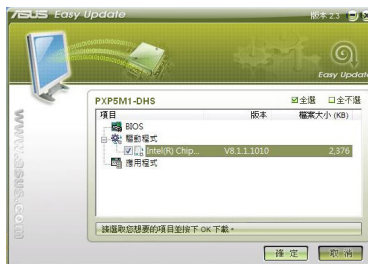 ASUS Easy Update
版本 2.3
Easy Update
PXP5M1-DHS
全選 全不選
項目 版本 檔案大小 (KB)
BIOS
驅動程式
Intel(R) Chip... V8.1.1.1010 2,376
應用程式
請選取您想要的項目並按下 OK 下載。
www.asus.com
確 定 取 消